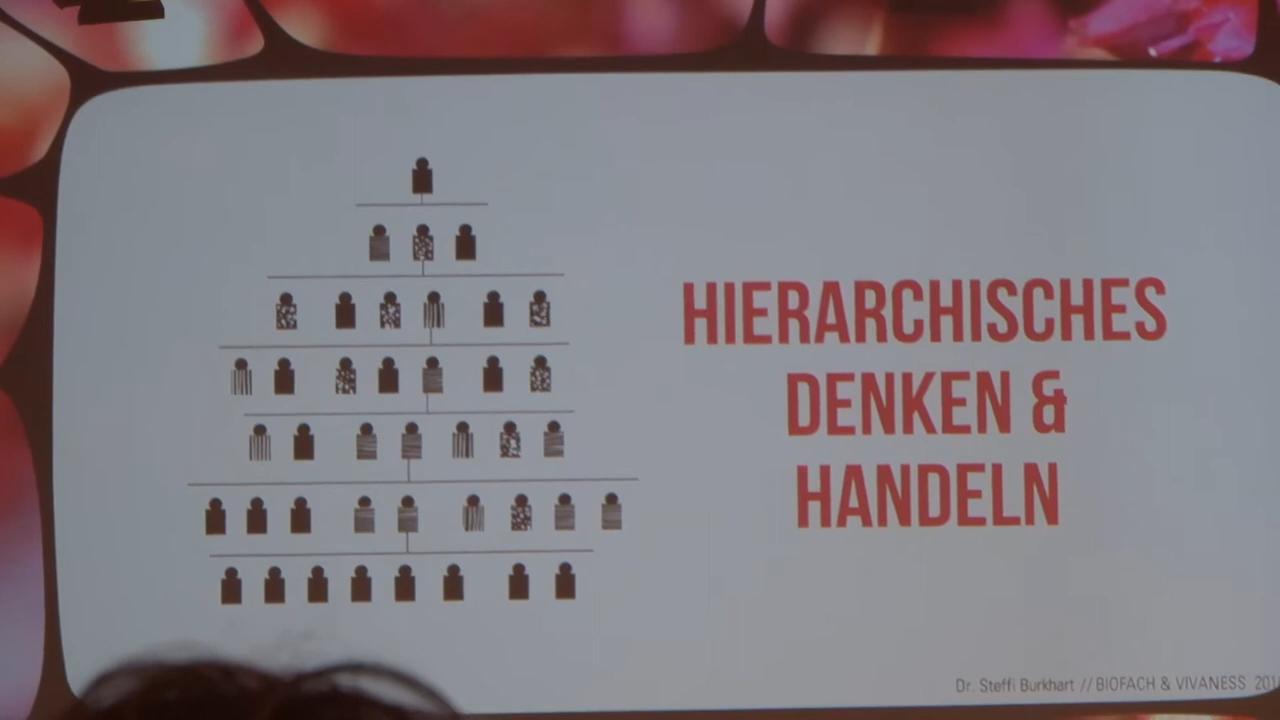 HIERARCHISCHES
DENKEN &
HANDELN
Dr. Steffi Burkhart // BIOFACH & VIVANESS